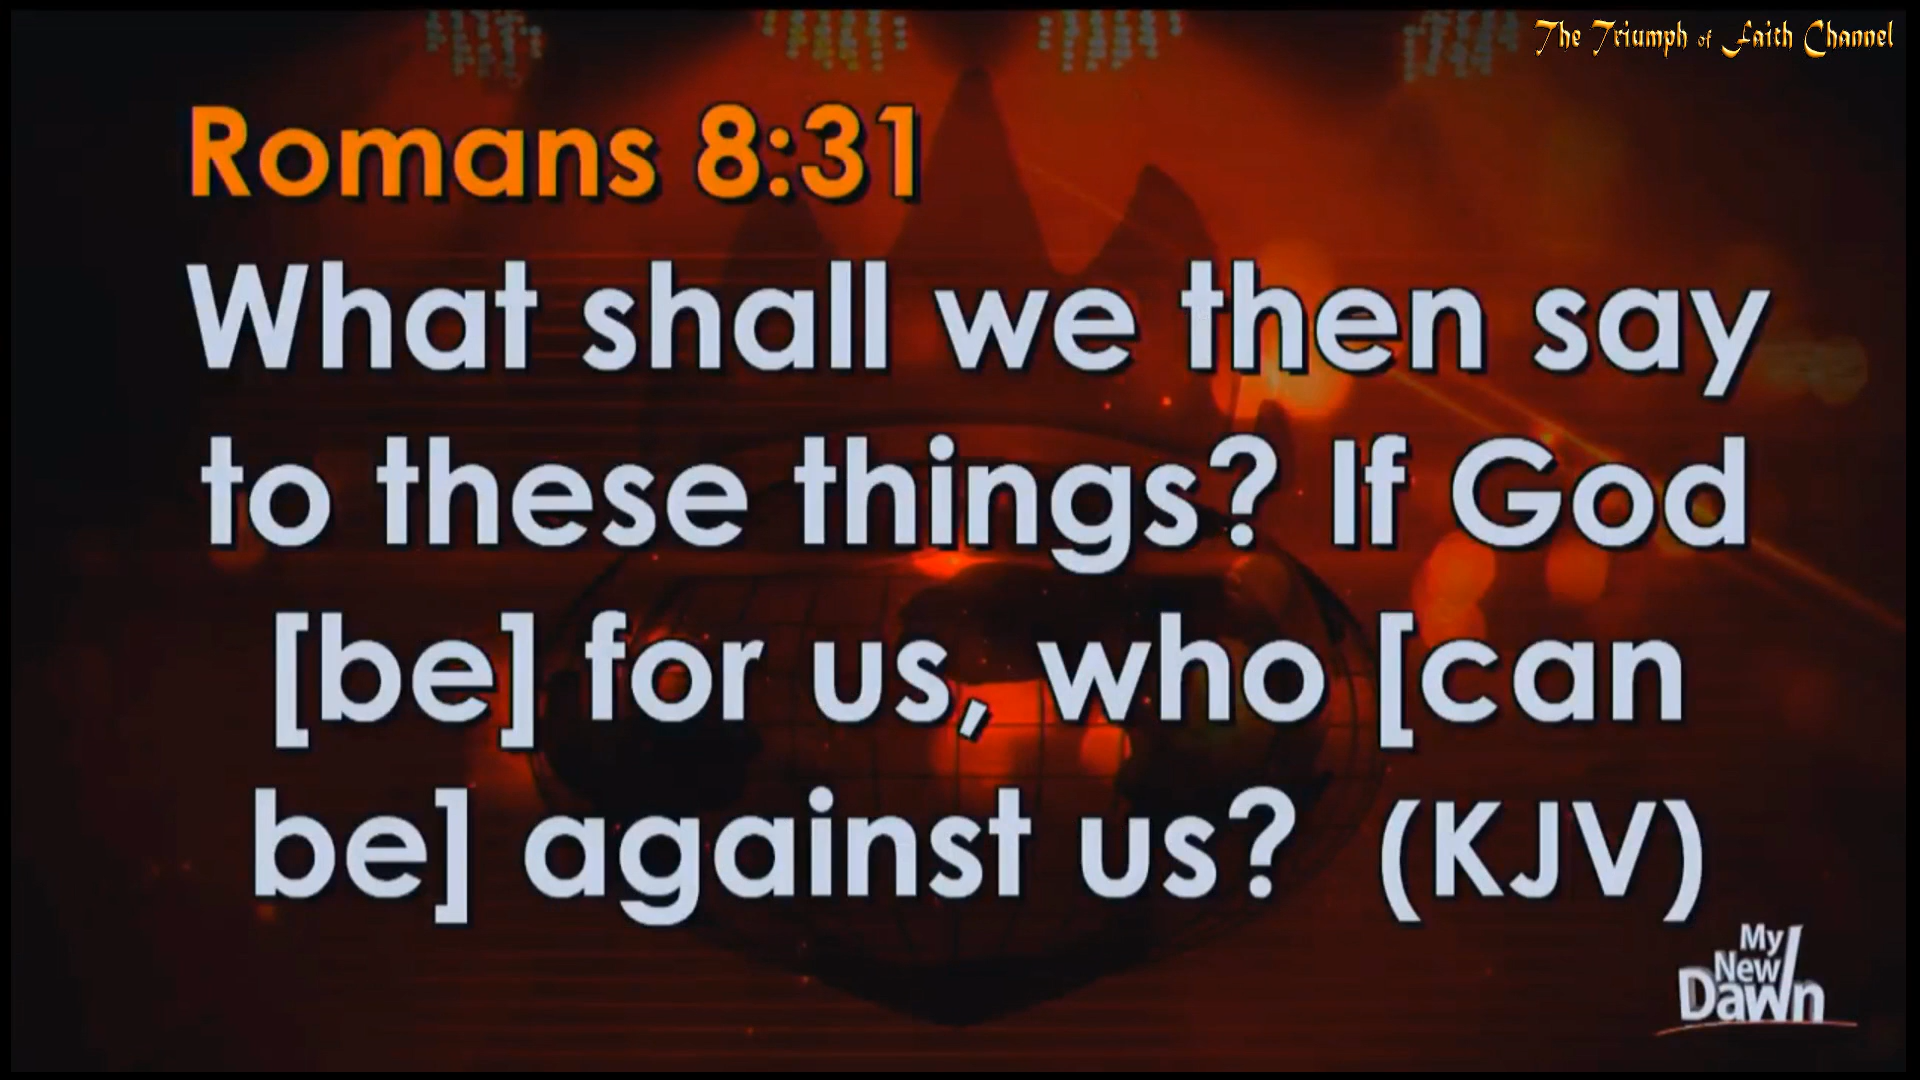 The Triumph of Faith Channel
Romans 8:31
What shall we then say
to these things? If God
[be] for us, who [can
be] against us? (KJV)
My
New
Dawn